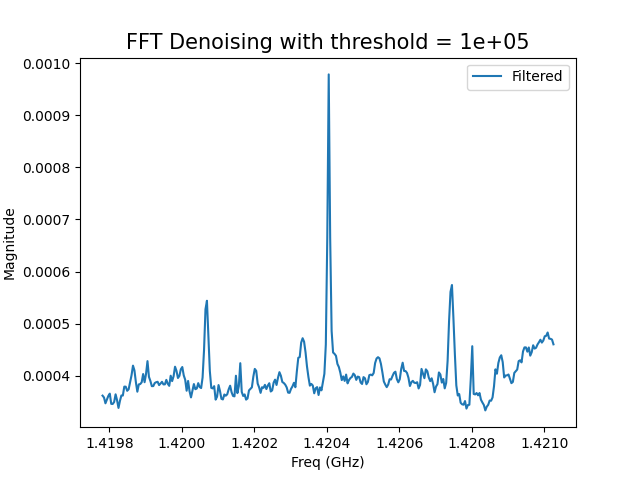 FFT Denoising with threshold = 1e+05
Filtered
0.0010
0.0009
0.0008
0.0007
0.0006
0.0005
0.0004
Magnitude
1.4198 1.4200 1.4202 1.4204 1.4206 1.4208 1.4210
Freq (GHz)